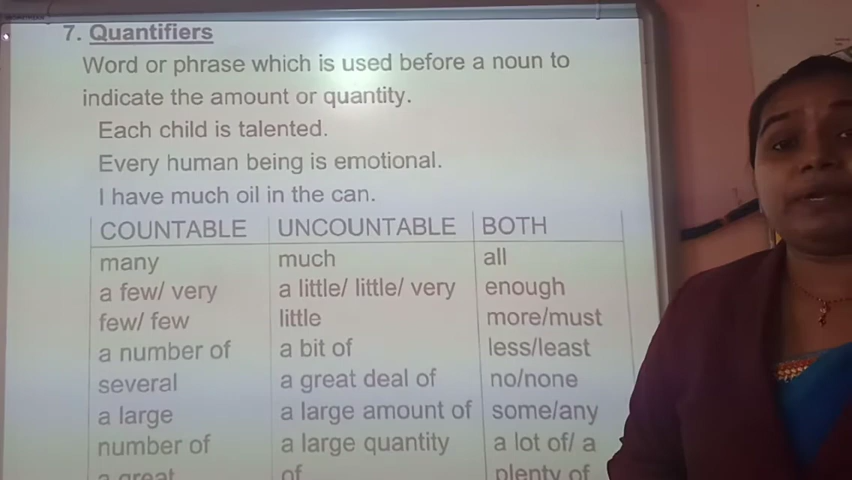 7. Quantifiers
Word or phrase which is used before a noun to
indicate the amount or quantity.
Each child is talented.
Every human being is emotional.
I have much oil in the can.
COUNTABLE UNCOUNTABLE BOTH
many much all
a few/ very a little/ little/ very enough
few/ few little more/must
a number of a bit of less/least
several a great deal of no/none
a large a large amount of some/any
number of a large quantity a lot of/ a
a great of plenty of